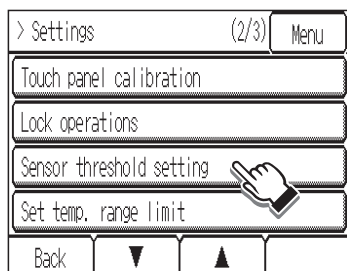 > Settings (2/3) Menu
Touch panel calibration
Lock operations
Sensor threshold setting
Set temp. range limit
Back ▼ ▲